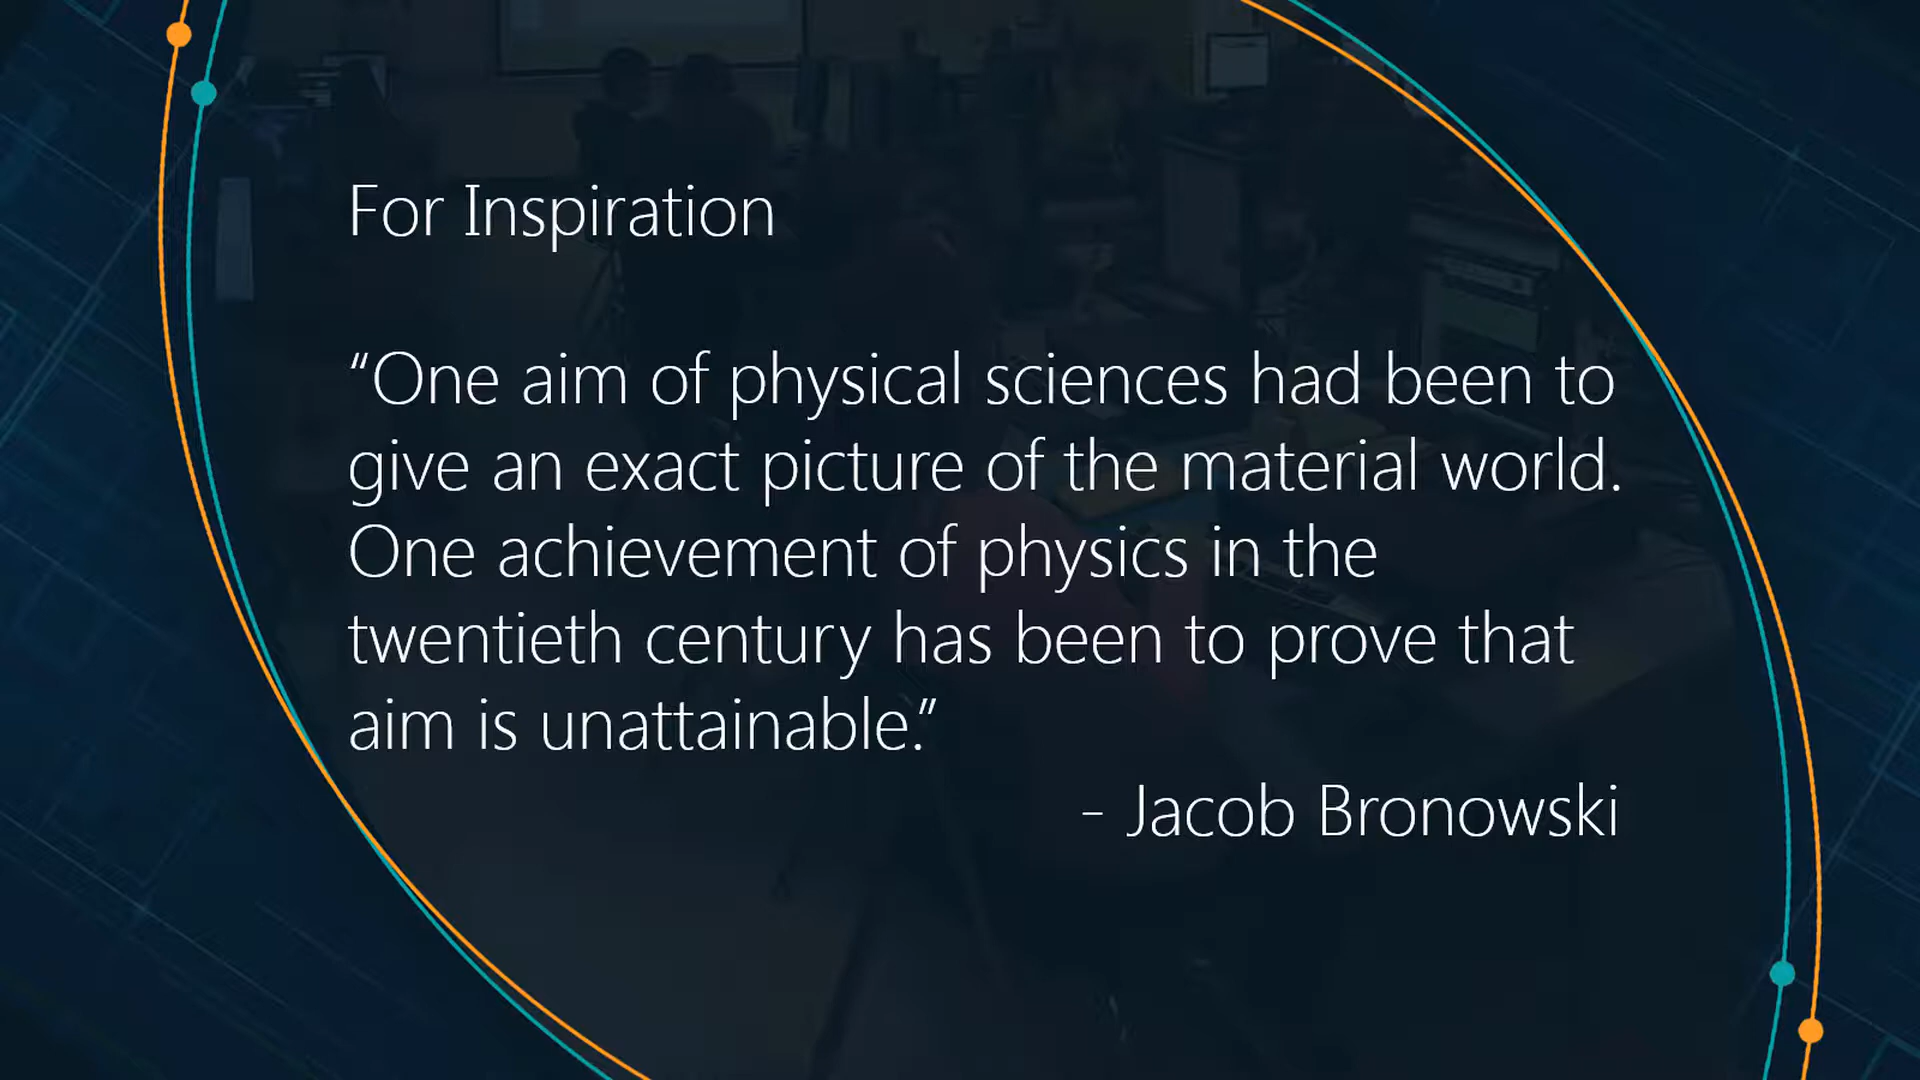 For Inspiration
“One aim of physical sciences had been to
give an exact picture of the material world.
One achievement of physics in the
twentieth century has been to prove that
aim is unattainable.”
- Jacob Bronowski